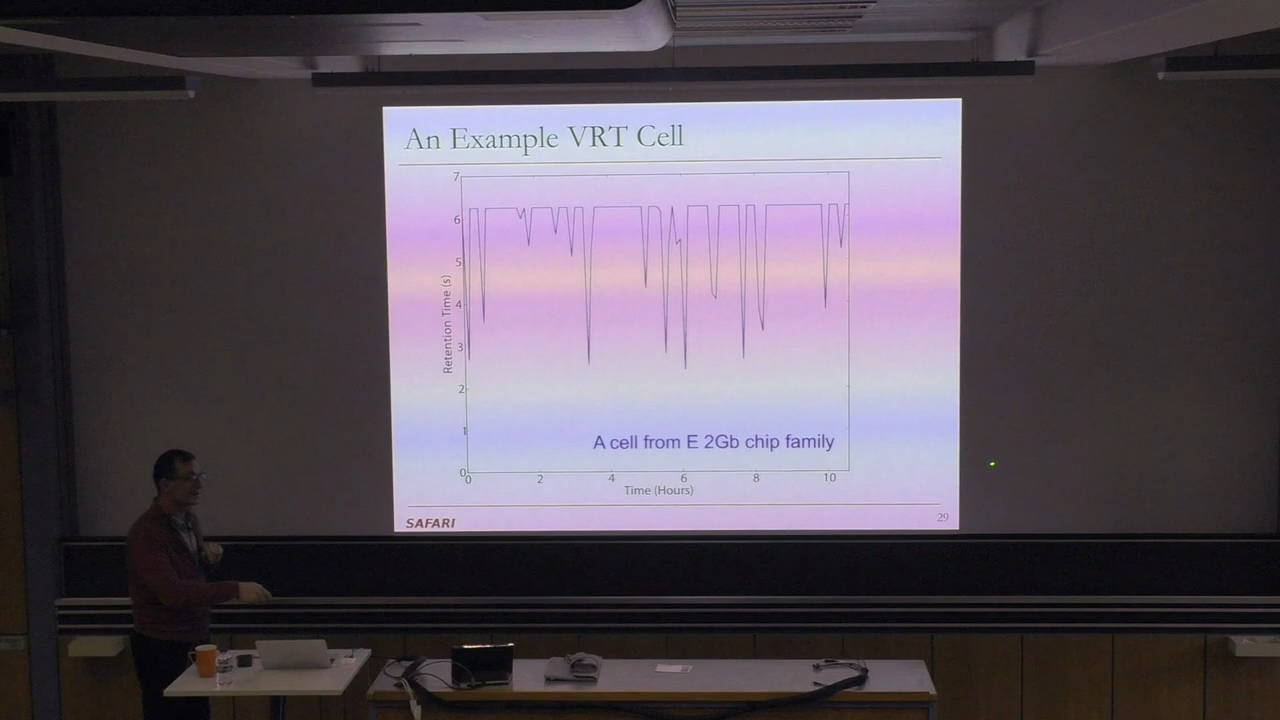 An Example VRT Cell
7
6
5
4
3
2
1
0
Retention Time (s)
A cell from E 2Gb chip family
0 2 4 6 8 10
Time (Hours)
SAFARI
29